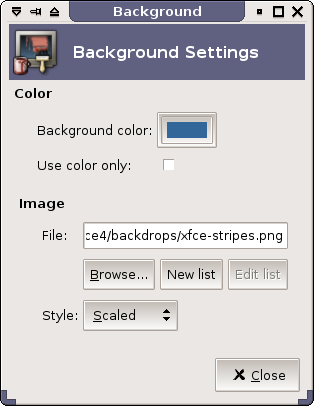 Background
Background Settings
Color
Background color:
Use color only:
Image
File: ce4/backdrops/xfce-stripes.png
Browse... New list Edit list
Style: Scaled
Close